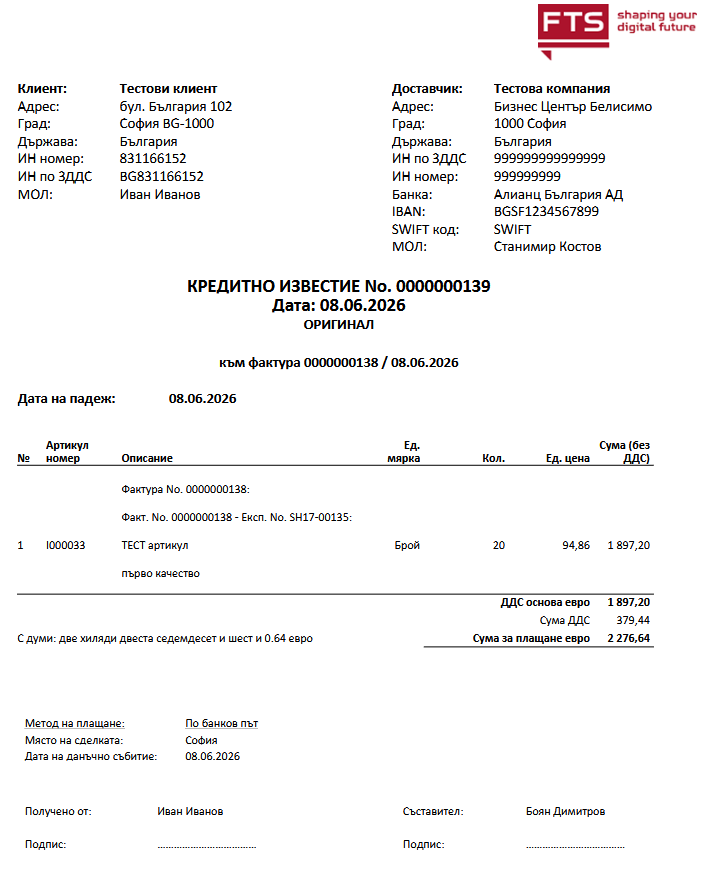 FTS shaping your digital future
Клиент: Тестови клиент
Адрес: бул. България 102
Град: София BG-1000
Държава: България
ИН номер: 831166152
ИН по ЗДДС BG831166152
МОЛ: Иван Иванов
Доставчик: Тестова компания
Адрес: Бизнес Център Белисимо
Град: 1000 София
Държава: България
ИН по ЗДДС 999999999999999
ИН номер: 999999999
Банка: Алианц България АД
IBAN: BGSF1234567899
SWIFT код: SWIFT
МОЛ: Станимир Костов
КРЕДИТНО ИЗВЕСТИЕ No. 0000000139
Дата: 08.06.2026
ОРИГИНАЛ
към фактура 0000000138 / 08.06.2026
Дата на падеж: 08.06.2026
№ Артикул номер Описание Ед. мярка Кол. Ед. цена Сума (без ДДС)
Фактура No. 0000000138:
Факт. No. 0000000138 - Експ. No. SH17-00135:
1 I000033 ТЕСТ артикул Брой 20 94,86 1 897,20
първо качество
ДДС основа евро 1 897,20
Сума ДДС 379,44
С думи: две хиляди двеста седемдесет и шест и 0.64 евро Сума за плащане евро 2 276,64
Метод на плащане: По банков път
Място на сделката: София
Дата на данъчно събитие: 08.06.2026
Получено от: Иван Иванов Съставител: Боян Димитров
Подпис: ................................... Подпис: ...................................